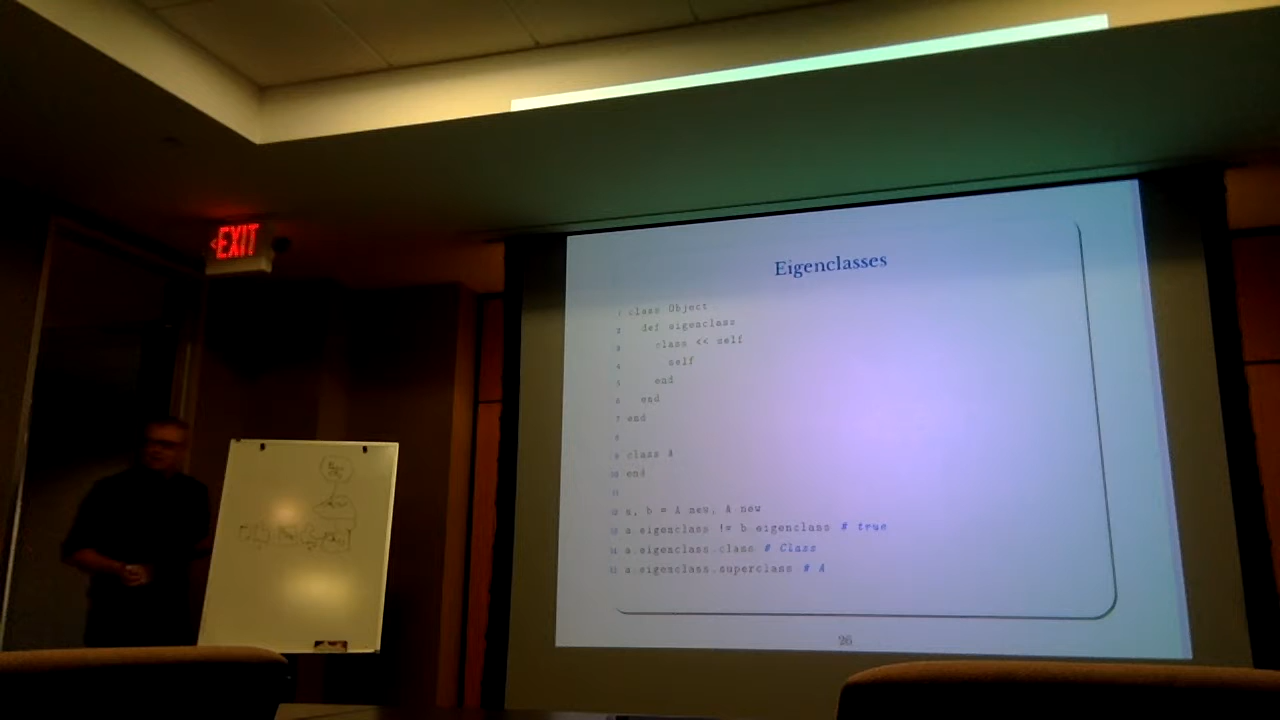 EXIT
Eigenclasses
1 class Object
2 def eigenclass
3 class << self
4 self
5 end
6 end
7 end
8
9 class A
10 end
11
12 a, b = A.new, A.new
13 a.eigenclass != b.eigenclass # true
14 a.eigenclass.class # Class
15 a.eigenclass.superclass # A
26